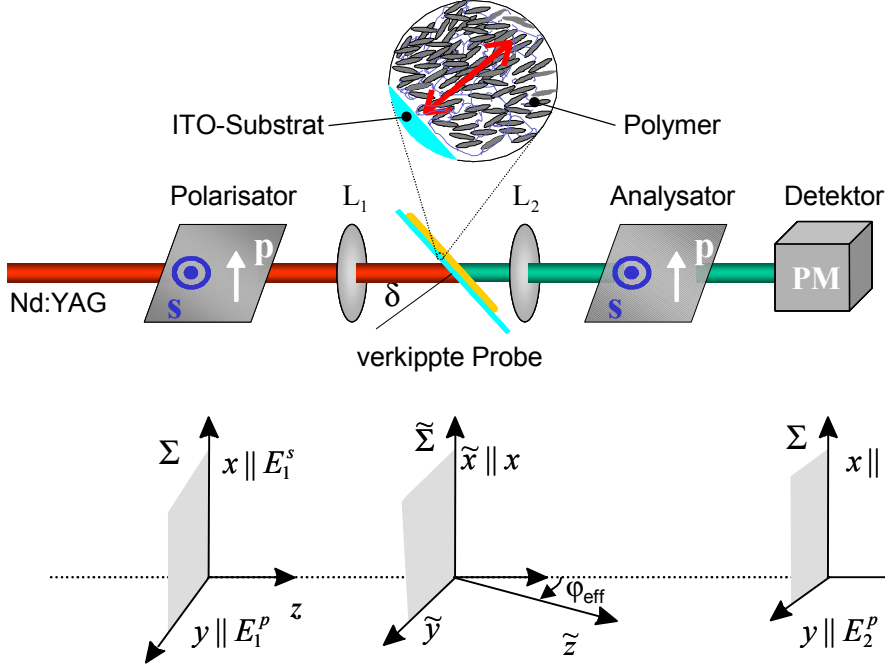 ITO-Substrat
Polymer
Polarisator
L₁
L₂
Analysator
Detektor
p
s
Nd:YAG
δ
p
s
PM
verkippte Probe
Σ
x || E₁ˢ
z
y || E₁ᵖ
Σ̃
x̃ || x
φeff
ỹ
z̃
Σ
x ||
y || E₂ᵖ